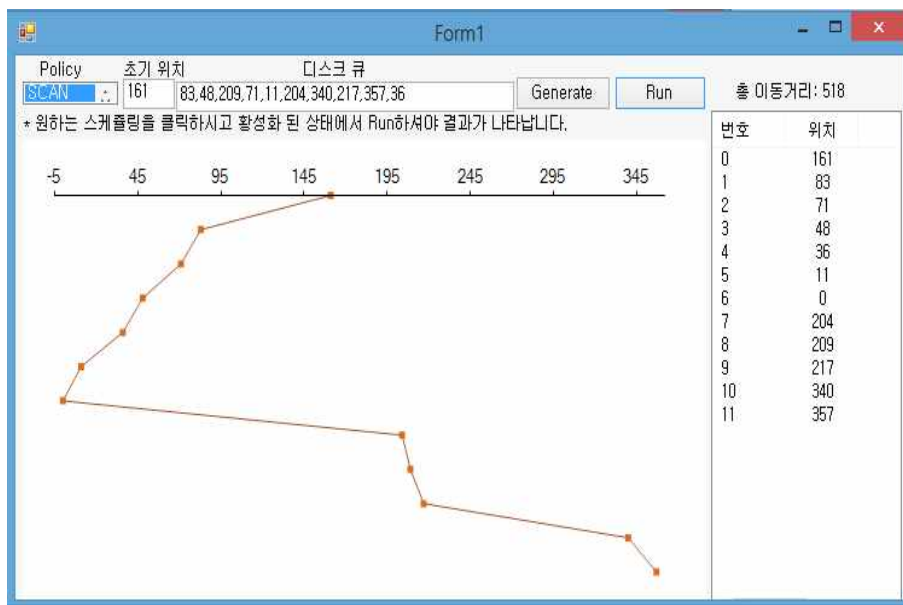 Form1
Policy 초기 위치 디스크 큐
SCAN 161 83,48,209,71,11,204,340,217,357,36 Generate Run 총 이동거리: 518
* 원하는 스케쥴링을 클릭하시고 황성화 된 상태에서 Run하셔야 결과가 나타납니다.
번호 위치
-5 45 95 145 195 245 295 345
0 161
1 83
2 71
3 48
4 36
5 11
6 0
7 204
8 209
9 217
10 340
11 357